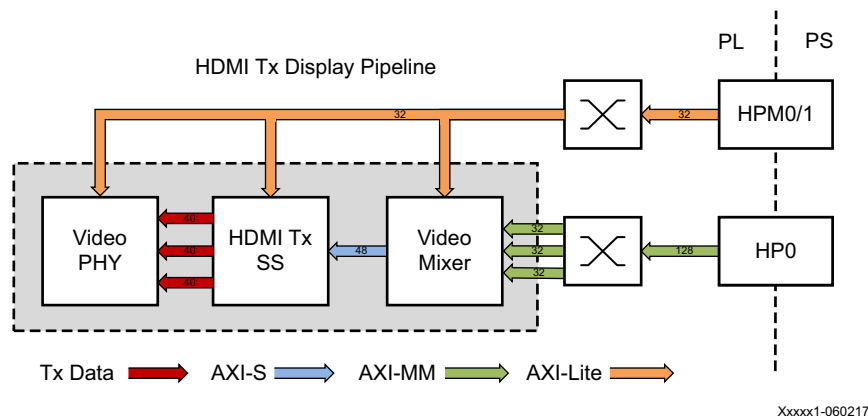 PL
PS
HDMI Tx Display Pipeline
32
32
HPM0/1
Video
PHY
40
40
40
HDMI Tx
SS
48
Video
Mixer
32
32
32
128
HP0
Tx Data
AXI-S
AXI-MM
AXI-Lite
Xxxxx1-060217